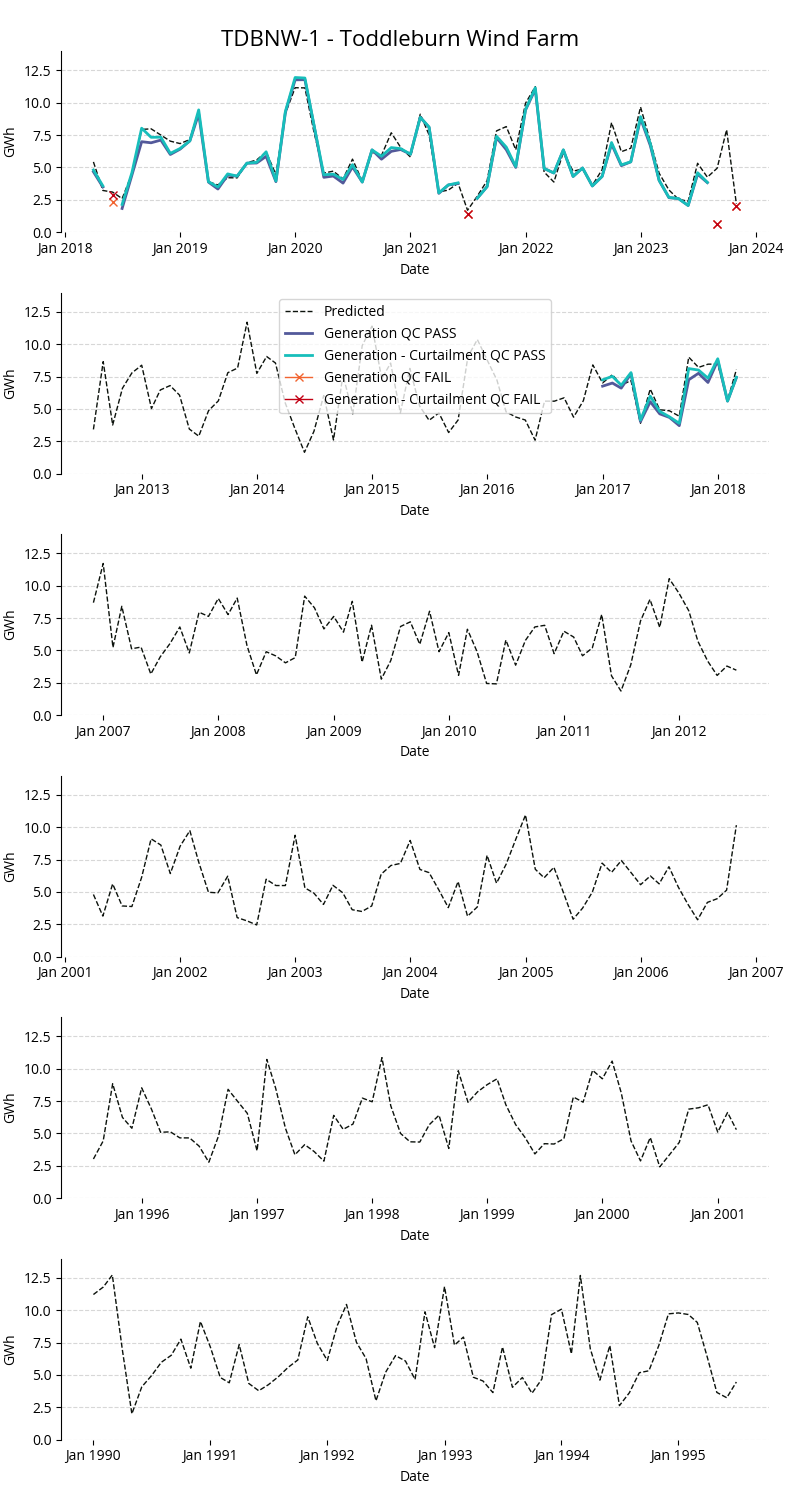 TDBNW-1 - Toddleburn Wind Farm
12.5
10.0
7.5
5.0
2.5
0.0
GWh
Jan 2018 Jan 2019 Jan 2020 Jan 2021 Jan 2022 Jan 2023 Jan 2024
Date
12.5
10.0
7.5
5.0
2.5
0.0
GWh
Predicted
Generation QC PASS
Generation - Curtailment QC PASS
Generation QC FAIL
Generation - Curtailment QC FAIL
Jan 2013 Jan 2014 Jan 2015 Jan 2016 Jan 2017 Jan 2018
Date
12.5
10.0
7.5
5.0
2.5
0.0
GWh
Jan 2007 Jan 2008 Jan 2009 Jan 2010 Jan 2011 Jan 2012
Date
12.5
10.0
7.5
5.0
2.5
0.0
GWh
Jan 2001 Jan 2002 Jan 2003 Jan 2004 Jan 2005 Jan 2006 Jan 2007
Date
12.5
10.0
7.5
5.0
2.5
0.0
GWh
Jan 1996 Jan 1997 Jan 1998 Jan 1999 Jan 2000 Jan 2001
Date
12.5
10.0
7.5
5.0
2.5
0.0
GWh
Jan 1990 Jan 1991 Jan 1992 Jan 1993 Jan 1994 Jan 1995
Date